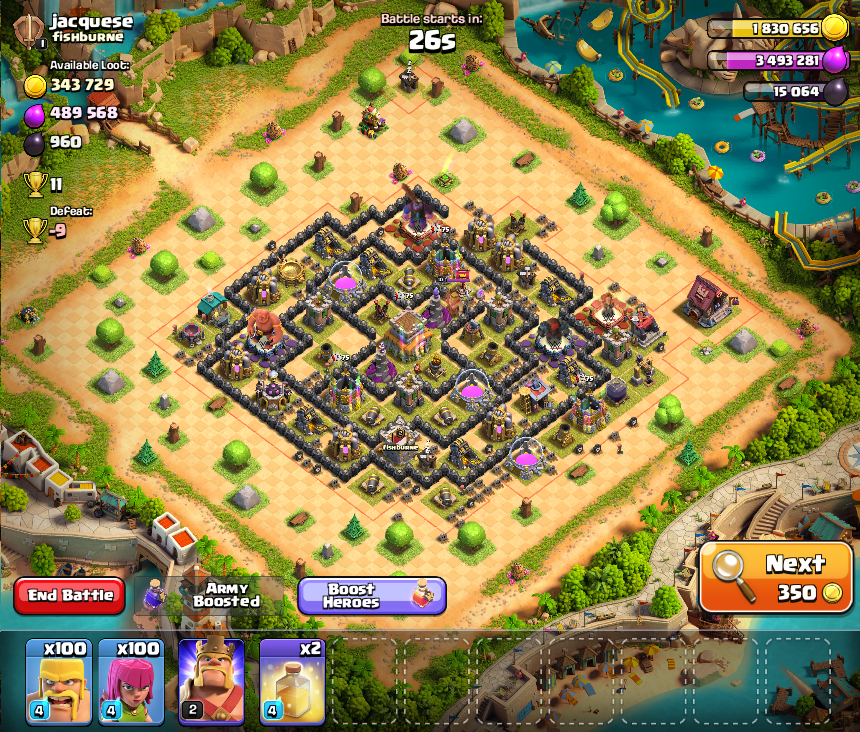 jacquese
fishburne
1
Battle starts in:
26s
1 830 656
3 493 281
15 064
Available Loot:
343 729
489 568
960
11
Defeat:
-9
FISHBURNE
End Battle
Army
Boosted
Boost
Heroes
Next
350
x100
x100
x2
4
4
2
4